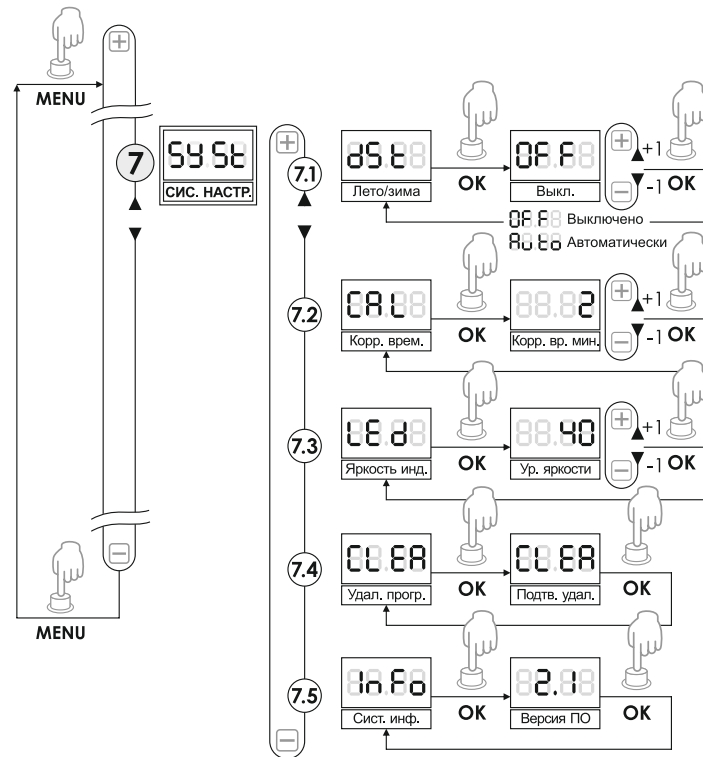 MENU
7
SYSt
СИС. НАСТР.
7.1
dSt
Лето/зима
OK
OFF
Выкл.
+1
-1 OK
OFF Выключено
Auto Автоматически
7.2
CAL
Корр. врем.
OK
2
Корр. вр. мин.
+1
-1 OK
7.3
LEd
Яркость инд.
OK
40
Ур. яркости
+1
-1 OK
7.4
CLEA
Удал. прогр.
OK
CLEA
Подтв. удал.
OK
MENU
7.5
InFo
Сист. инф.
OK
2.1
Версия ПО
OK